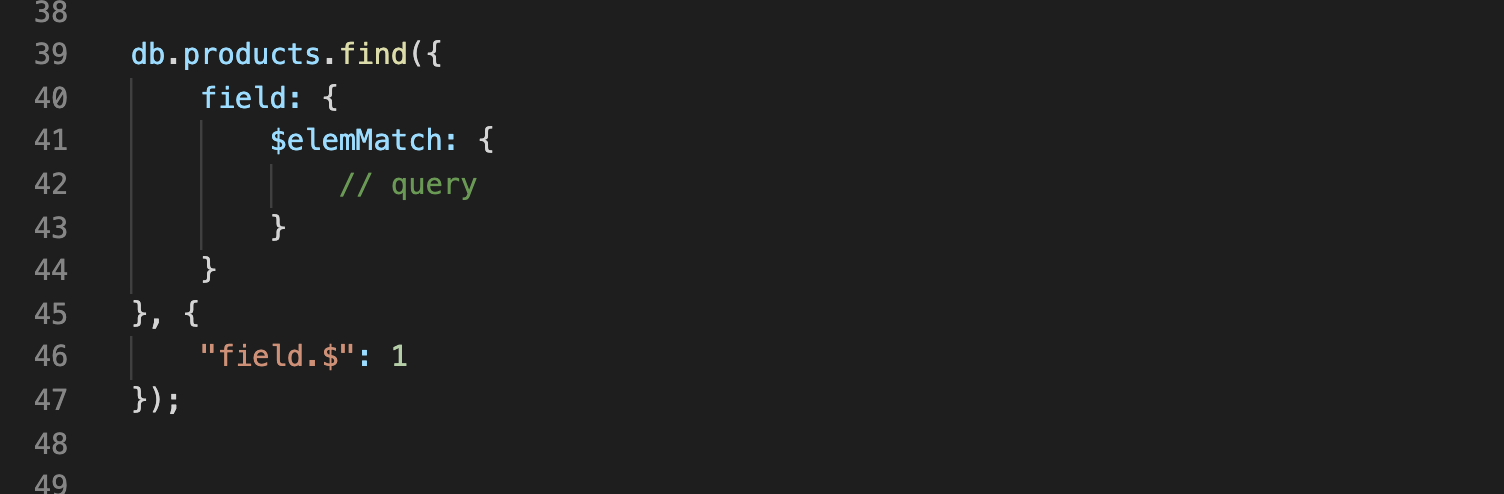 38
39 db.products.find({
40     field: {
41         $elemMatch: {
42             // query
43         }
44     }
45 }, {
46     "field.$": 1
47 });
48
49